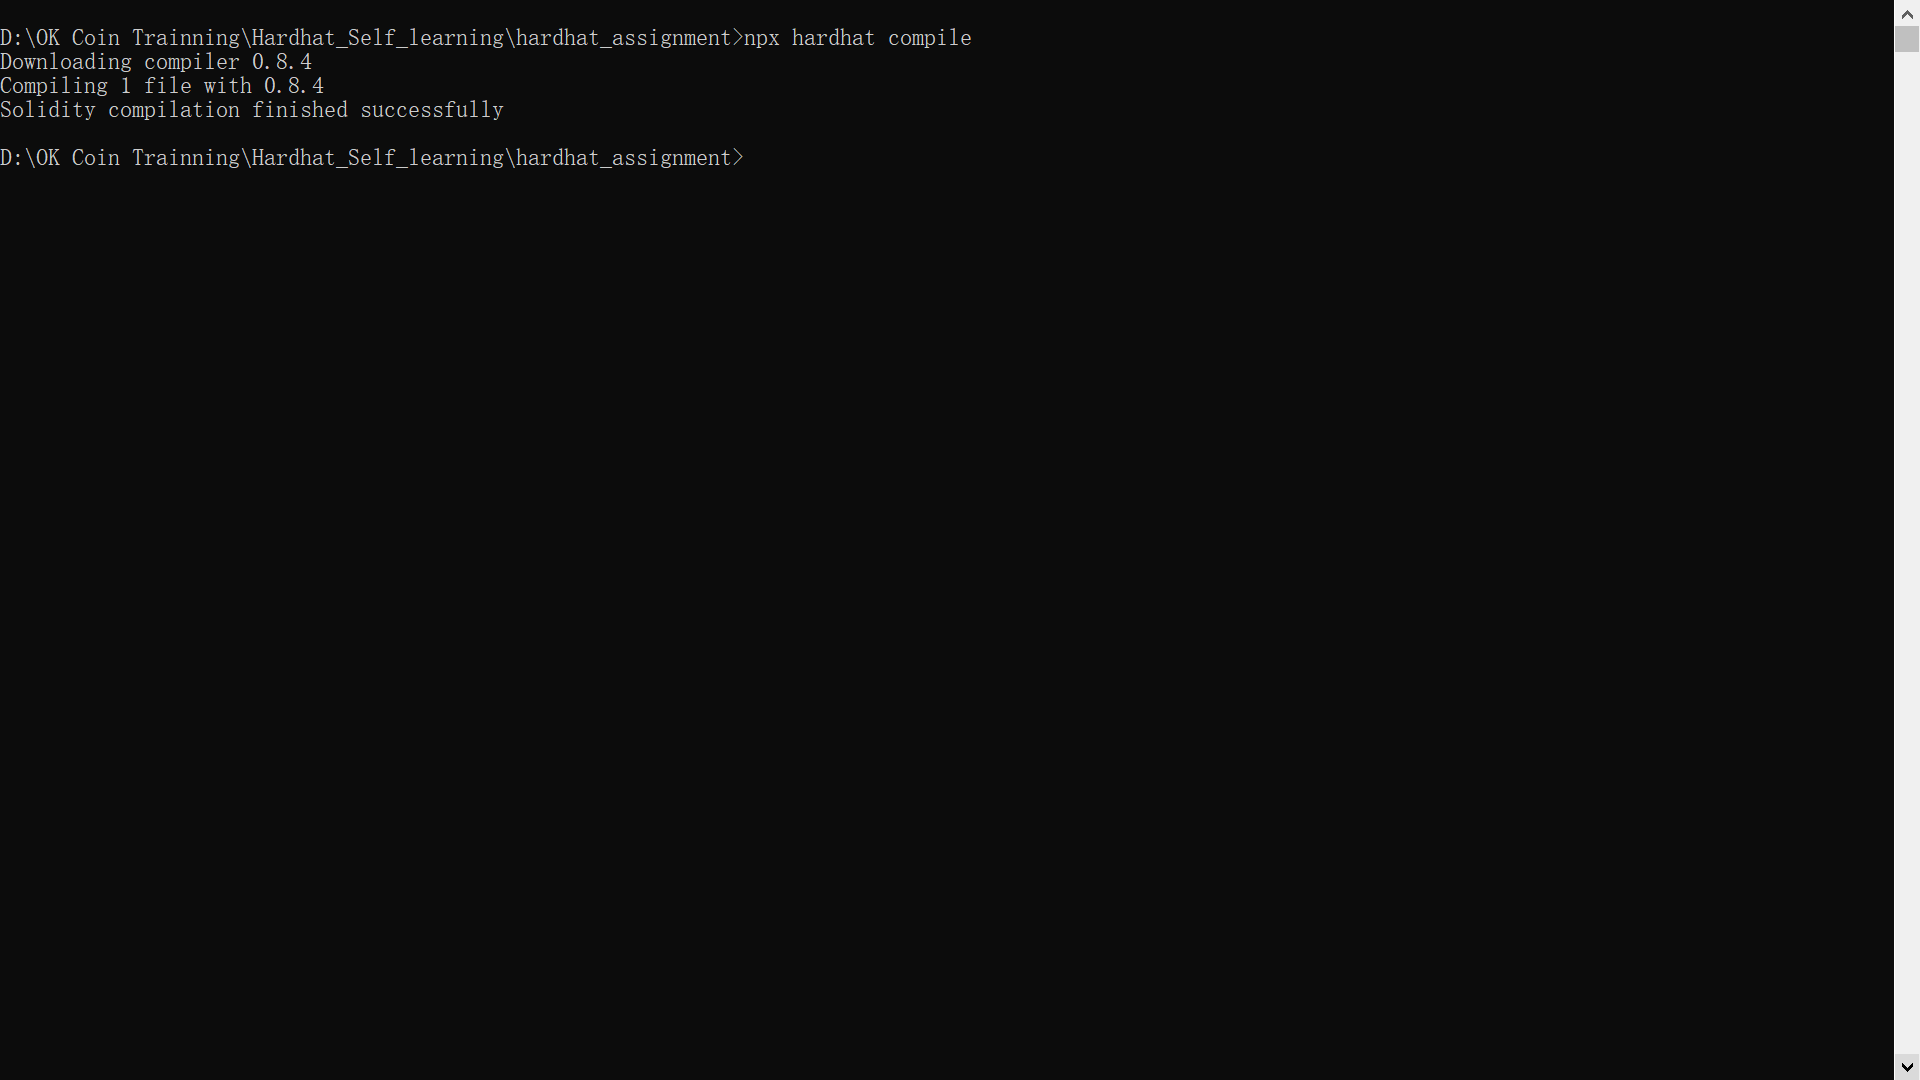 D:\OK Coin Trainning\Hardhat_Self_learning\hardhat_assignment>npx hardhat compile
Downloading compiler 0.8.4
Compiling 1 file with 0.8.4
Solidity compilation finished successfully
D:\OK Coin Trainning\Hardhat_Self_learning\hardhat_assignment>